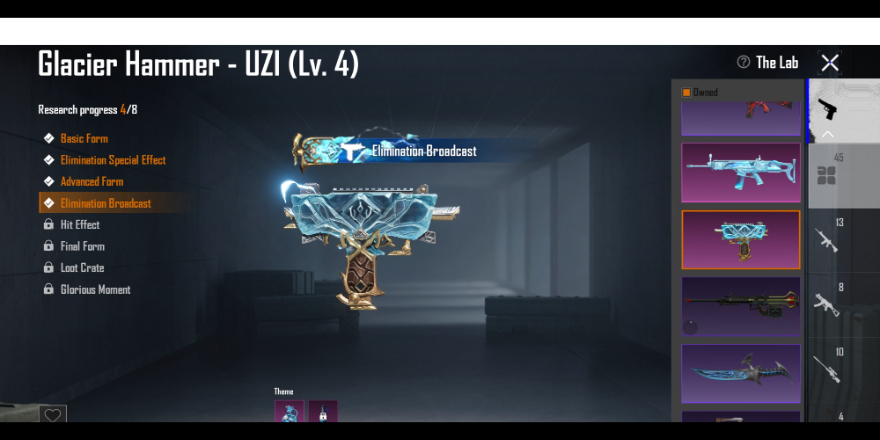 Glacier Hammer - UZI (Lv. 4)
The Lab
Research progress 4/8
Basic Form
Elimination Special Effect
Advanced Form
Elimination Broadcast
Hit Effect
Final Form
Loot Crate
Glorious Moment
Elimination Broadcast
Theme
Owned
45
13
8
10
4